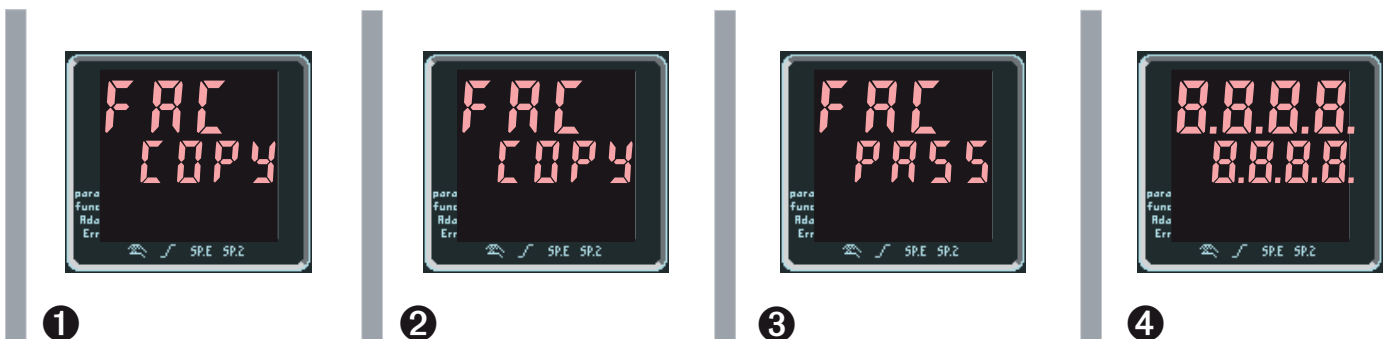 FAC
COPY
para
func
Ada
Err
SP.E SP.2
❶
FAC
COPY
para
func
Ada
Err
SP.E SP.2
❷
FAC
PASS
para
func
Ada
Err
SP.E SP.2
❸
8.8.8.8.
8.8.8.8.
para
func
Ada
Err
SP.E SP.2
❹